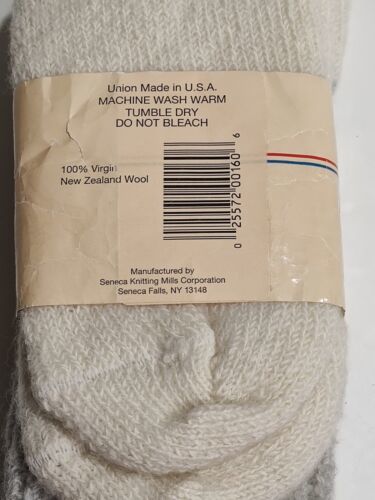 Union Made in U.S.A.
MACHINE WASH WARM
TUMBLE DRY
DO NOT BLEACH
100% Virgin
New Zealand Wool
0 25572 00160 6
Manufactured by
Seneca Knitting Mills Corporation
Seneca Falls, NY 13148